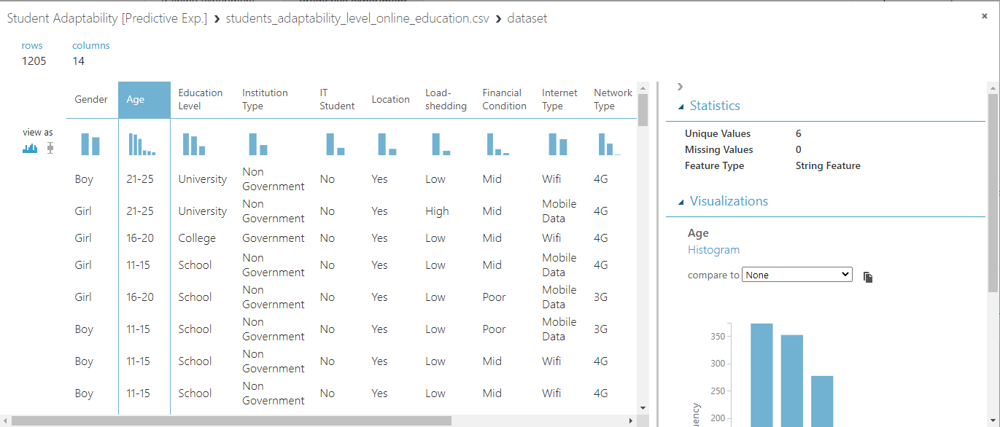 Student Adaptability [Predictive Exp.] › students_adaptability_level_online_education.csv › dataset
rows columns
1205 14
Gender Age Education Level Institution Type IT Student Location Load-shedding Financial Condition Internet Type Network Type
view as
Boy 21-25 University Non Government No Yes Low Mid Wifi 4G
Girl 21-25 University Non Government No Yes High Mid Mobile Data 4G
Girl 16-20 College Government No Yes Low Mid Wifi 4G
Girl 11-15 School Non Government No Yes Low Mid Mobile Data 4G
Girl 16-20 School Non Government No Yes Low Poor Mobile Data 3G
Boy 11-15 School Non Government No Yes Low Poor Mobile Data 3G
Boy 11-15 School Non Government No Yes Low Mid Wifi 4G
Boy 11-15 School Non Government No Yes Low Mid Wifi 4G
Statistics
Unique Values 6
Missing Values 0
Feature Type String Feature
Visualizations
Age
Histogram
compare to None
350
300
250
200